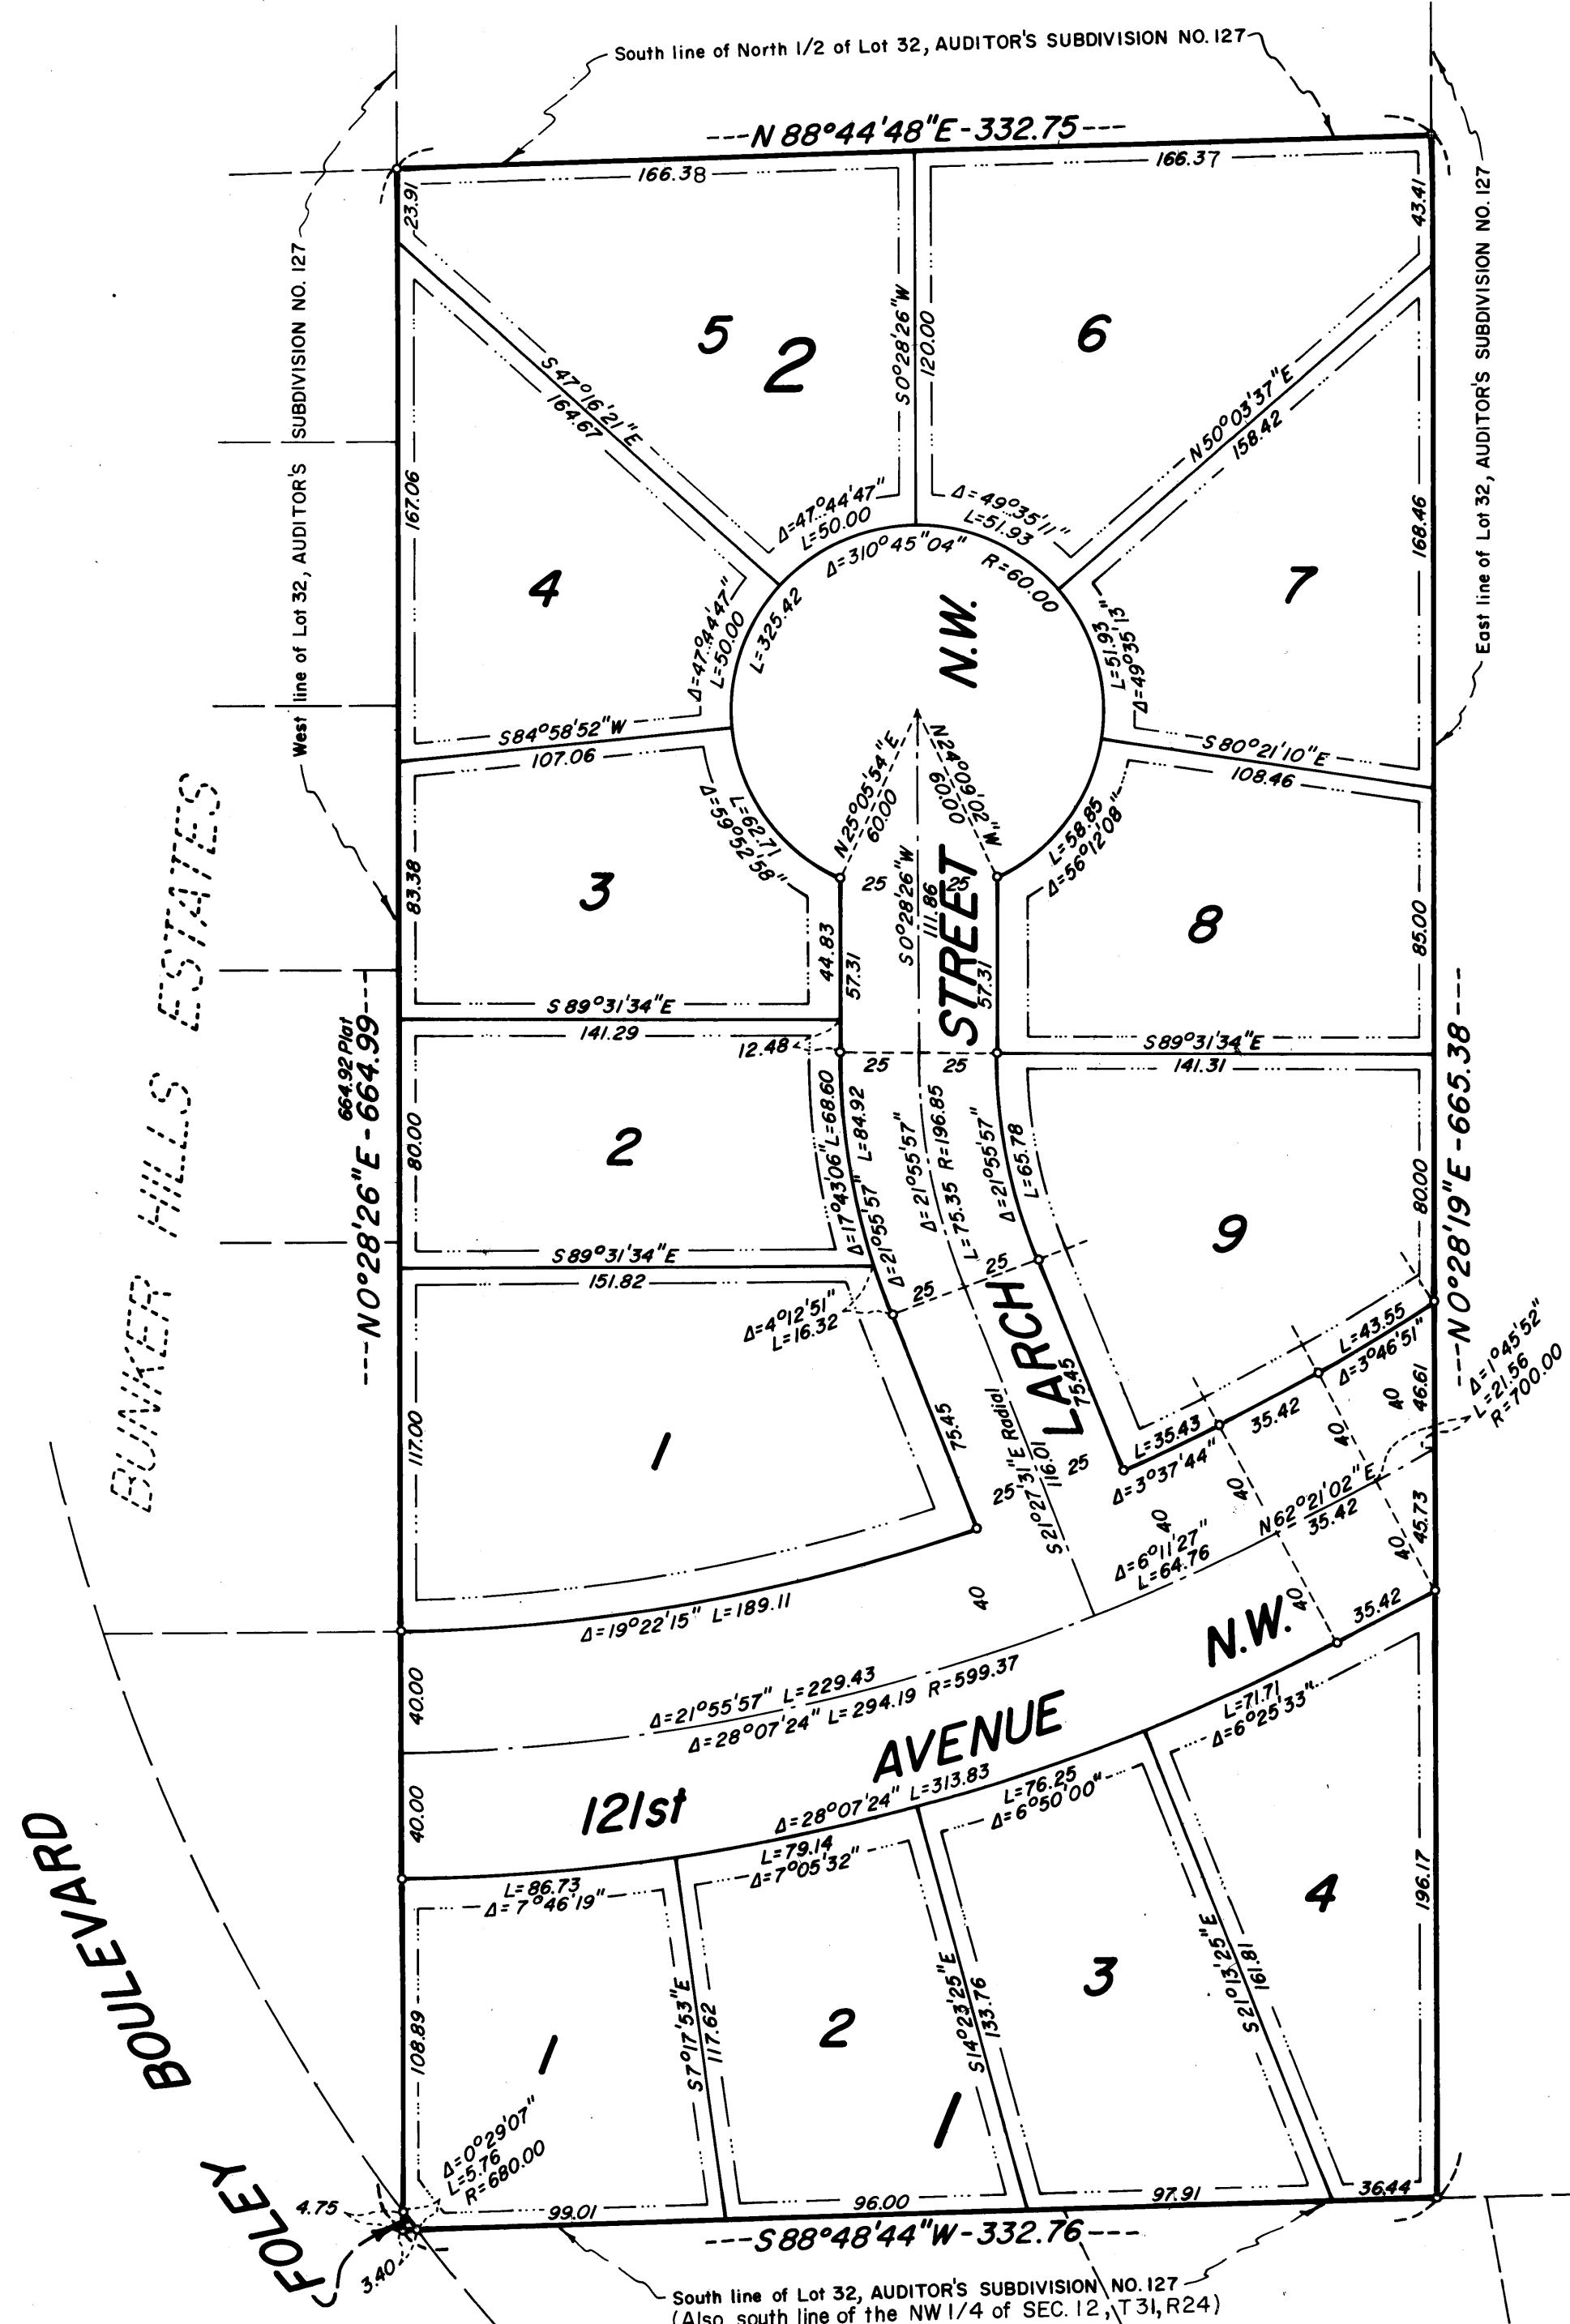 South line of North 1/2 of Lot 32, AUDITOR'S SUBDIVISION NO. 127
---N 88°44'48"E-332.75---
166.38
166.37
23.91
43.41
West line of Lot 32, AUDITOR'S SUBDIVISION NO. 127
East line of Lot 32, AUDITOR'S SUBDIVISION NO. 127
5
2
6
S0°28'26"W
120.00
S47°16'21"E
164.67
N50°03'37"E
158.42
167.06
168.46
Δ=47°44'47"
L=50.00
Δ=49°35'11"
L=51.93
Δ=310°45'04"
R=60.00
L=325.42
4
7
Δ=47°44'47"
L=50.00
L=51.93
Δ=49°35'13"
N.W.
S84°58'52"W
107.06
S80°21'10"E
108.46
N25°05'54"E
60.00
N24°09'02"W
60.00
L=62.71
Δ=59°52'58"
L=58.85
Δ=56°12'08"
3
8
83.38
85.00
25
25
S0°28'26"W
111.86
STREET
44.83
57.31
57.31
S89°31'34"E
141.29
12.48
S89°31'34"E
141.31
25
25
BUNKER HILLS ESTATES
664.92 Plat
---N0°28'26"E-664.99---
---N0°28'19"E-665.38---
2
80.00
Δ=17°43'06" L=68.60
Δ=21°55'57" L=84.92
Δ=21°55'57"
L=75.35 R=196.85
Δ=21°55'57"
L=65.78
9
80.00
S89°31'34"E
151.82
Δ=4°12'51"
L=16.32
25
25
LARCH
75.45
75.45
S21°27'31"E Radial
116.01
25
25
1
117.00
L=43.55
Δ=3°46'51"
35.42
L=35.43
Δ=3°37'44"
40
46.61
Δ=1°45'52"
L=21.56
R=700.00
40
40
40
N62°21'02"E
35.42
45.73
40
40
Δ=6°11'27"
L=64.76
35.42
40
Δ=19°22'15" L=189.11
N.W.
40.00
Δ=21°55'57" L=229.43
Δ=28°07'24" L=294.19 R=599.37
AVENUE
121st
40.00
Δ=28°07'24" L=313.83
L=71.71
Δ=6°25'33"
L=76.25
Δ=6°50'00"
L=79.14
Δ=7°05'32"
L=86.73
Δ=7°46'19"
4
196.17
3
S21°13'25"E
161.81
2
S14°23'25"E
133.76
S7°17'53"E
117.62
1
108.89
1
FOLEY BOULEVARD
Δ=0°29'07"
L=5.76
R=680.00
4.75
3.40
99.01
96.00
97.91
36.44
---S88°48'44"W-332.76---
South line of Lot 32, AUDITOR'S SUBDIVISION NO. 127
(Also south line of the NW 1/4 of SEC. 12, T31, R24)